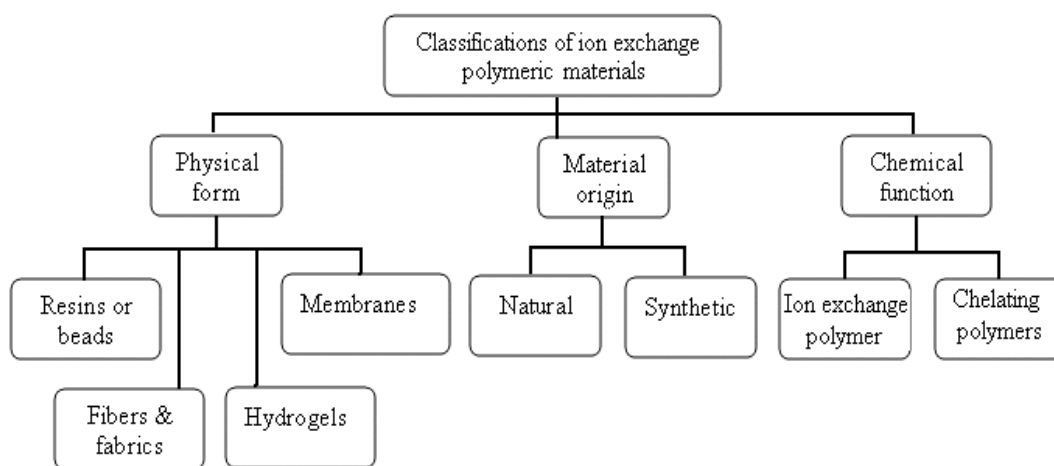 Classifications of ion exchange
polymeric materials
Physical
form
Material
origin
Chemical
function
Resins or
beads
Fibers &
fabrics
Hydrogels
Membranes
Natural
Synthetic
Ion exchange
polymer
Chelating
polymers